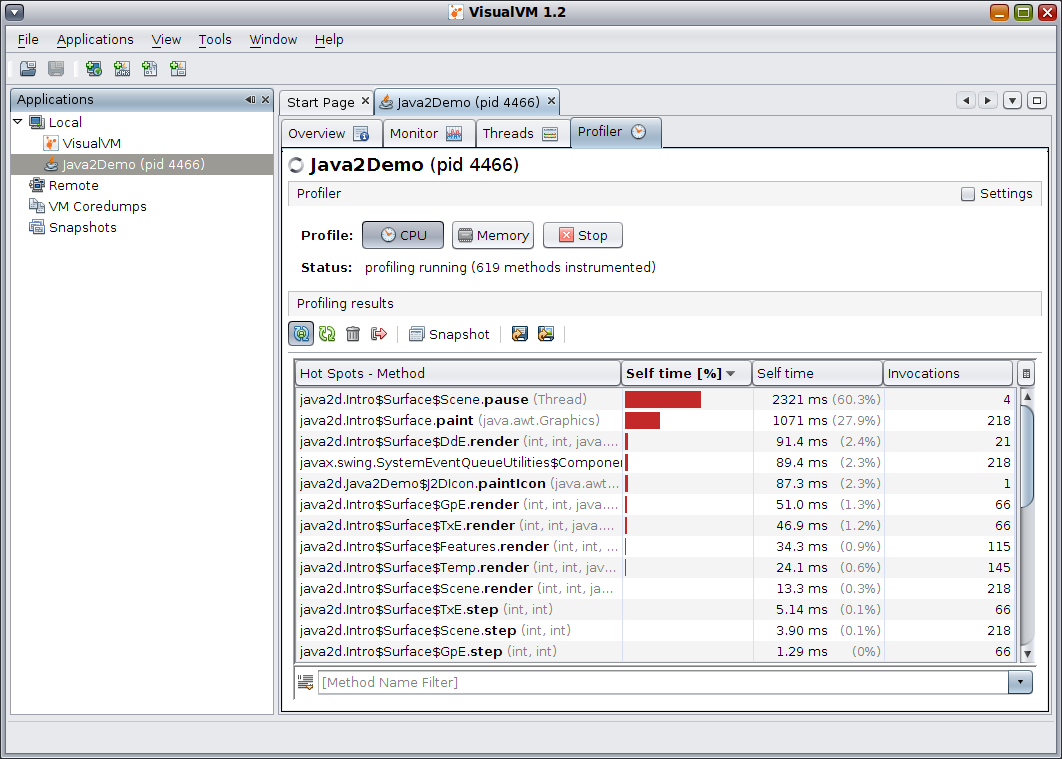 VisualVM 1.2
File Applications View Tools Window Help
Applications
Local
VisualVM
Java2Demo (pid 4466)
Remote
VM Coredumps
Snapshots
Start Page Java2Demo (pid 4466)
Overview Monitor Threads Profiler
Java2Demo (pid 4466)
Profiler Settings
Profile: CPU Memory Stop
Status: profiling running (619 methods instrumented)
Profiling results
Snapshot
Hot Spots - Method Self time [%] Self time Invocations
java2d.Intro$Surface$Scene.pause (Thread) 2321 ms (60.3%) 4
java2d.Intro$Surface.paint (java.awt.Graphics) 1071 ms (27.9%) 218
java2d.Intro$Surface$DdE.render (int, int, java.... 91.4 ms (2.4%) 21
javax.swing.SystemEventQueueUtilities$Componen 89.4 ms (2.3%) 218
java2d.Java2Demo$J2DIcon.paintIcon (java.awt... 87.3 ms (2.3%) 1
java2d.Intro$Surface$GpE.render (int, int, java.... 51.0 ms (1.3%) 66
java2d.Intro$Surface$TxE.render (int, int, java.... 46.9 ms (1.2%) 66
java2d.Intro$Surface$Features.render (int, int, ... 34.3 ms (0.9%) 115
java2d.Intro$Surface$Temp.render (int, int, jav... 24.1 ms (0.6%) 145
java2d.Intro$Surface$Scene.render (int, int, ja... 13.3 ms (0.3%) 218
java2d.Intro$Surface$TxE.step (int, int) 5.14 ms (0.1%) 66
java2d.Intro$Surface$Scene.step (int, int) 3.90 ms (0.1%) 218
java2d.Intro$Surface$GpE.step (int, int) 1.29 ms (0%) 66
[Method Name Filter]